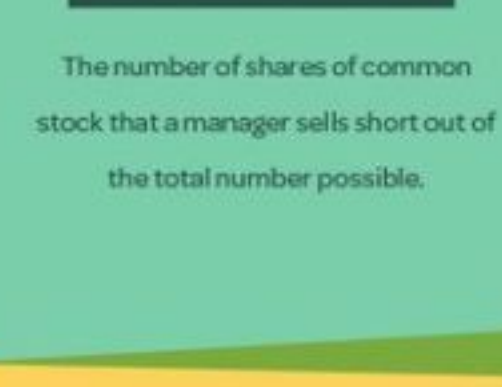 The number of shares of common
stock that a manager sells short out of
the total number possible.